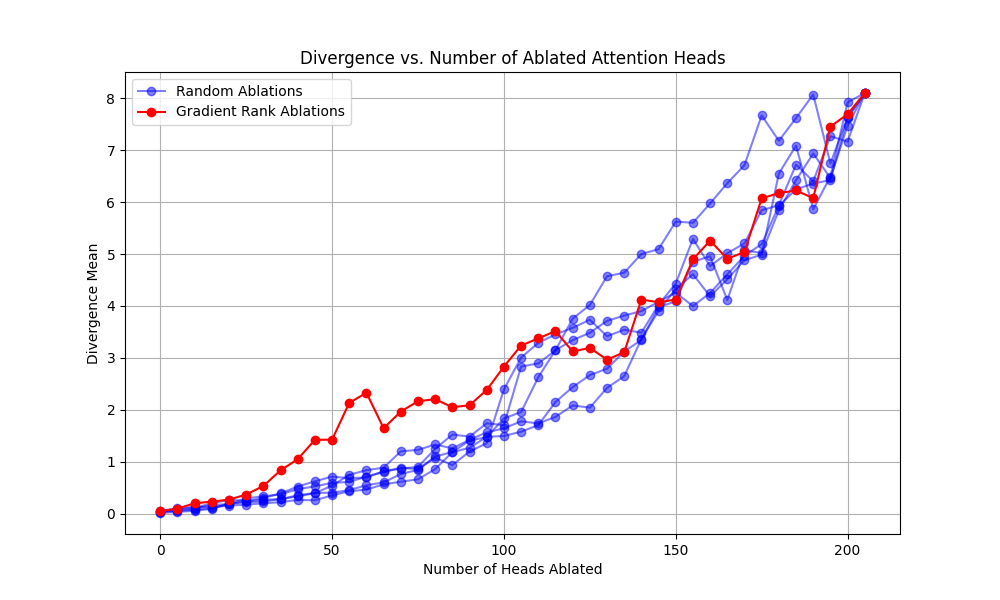 Divergence vs. Number of Ablated Attention Heads
Random Ablations
Gradient Rank Ablations
8
7
6
5
4
3
2
1
0
Divergence Mean
0 50 100 150 200
Number of Heads Ablated